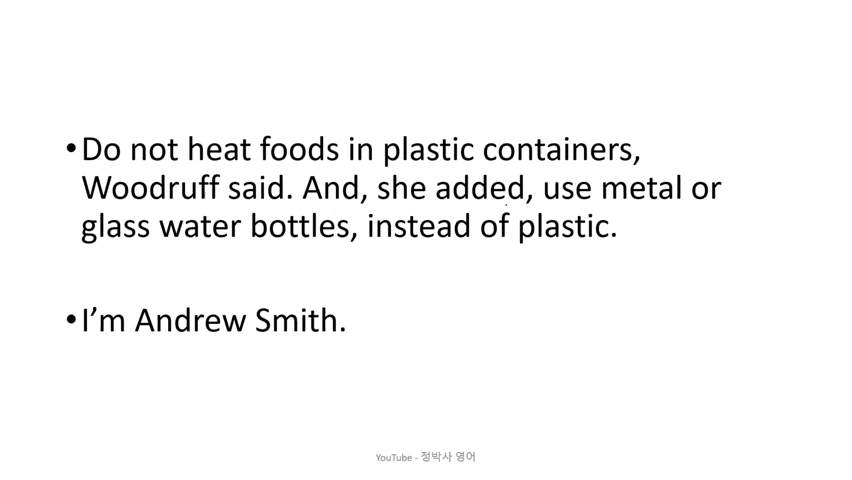 •Do not heat foods in plastic containers,
Woodruff said. And, she added, use metal or
glass water bottles, instead of plastic.
•I’m Andrew Smith.
YouTube - 정박사 영어